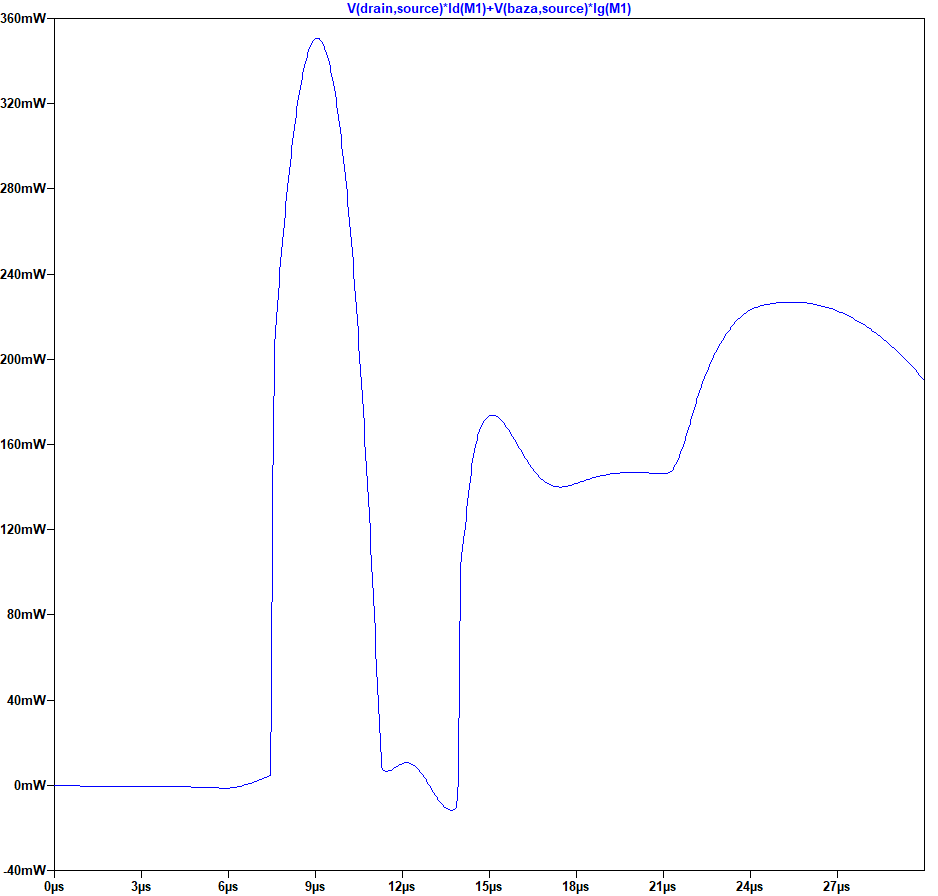 V(drain,source)*Id(M1)+V(baza,source)*Ig(M1)
360mW
320mW
280mW
240mW
200mW
160mW
120mW
80mW
40mW
0mW
-40mW
0µs 3µs 6µs 9µs 12µs 15µs 18µs 21µs 24µs 27µs